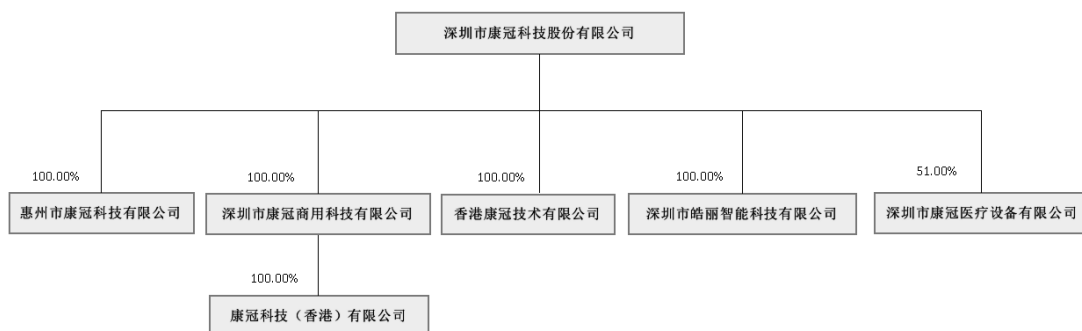 深圳市康冠科技股份有限公司
100.00%
100.00%
100.00%
100.00%
51.00%
惠州市康冠科技有限公司
深圳市康冠商用科技有限公司
香港康冠技术有限公司
深圳市皓丽智能科技有限公司
深圳市康冠医疗设备有限公司
100.00%
康冠科技（香港）有限公司